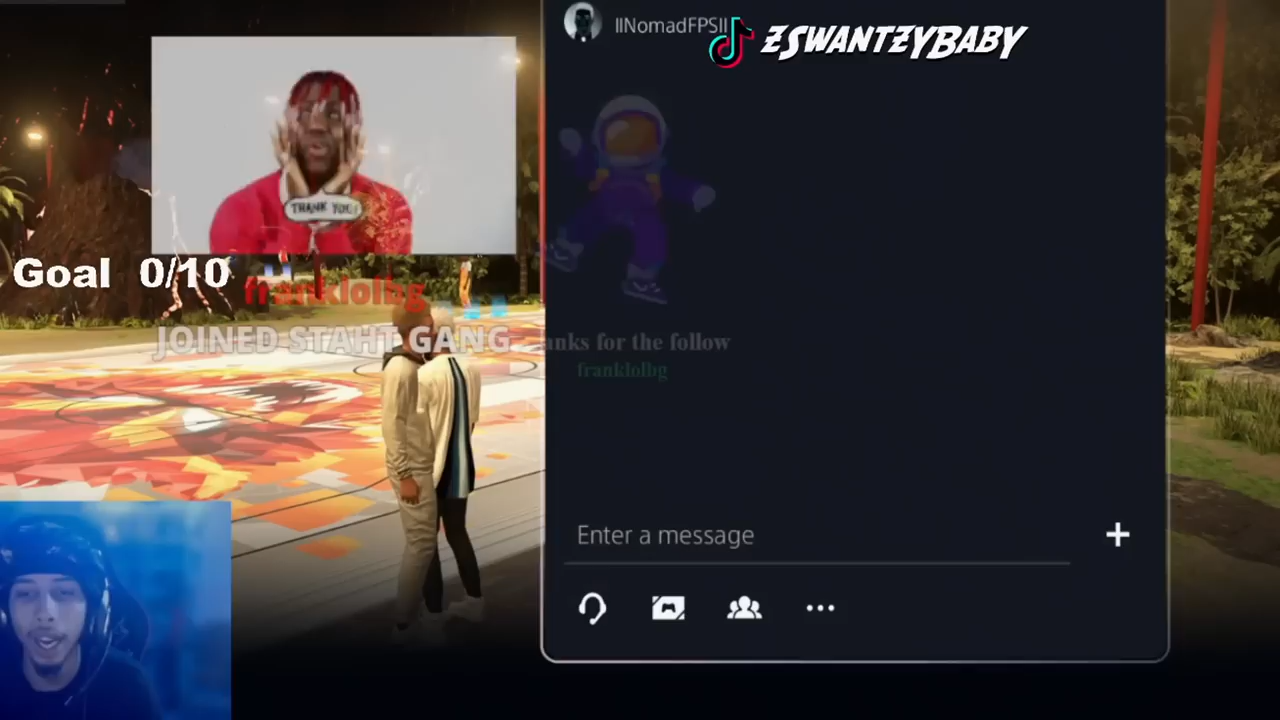 IINomadFPSII
ZSWANTZYBABY
THANK YOU!
Goal 0/10
franklolbg
JOINED STAHT GANG
anks for the follow
franklolbg
Enter a message